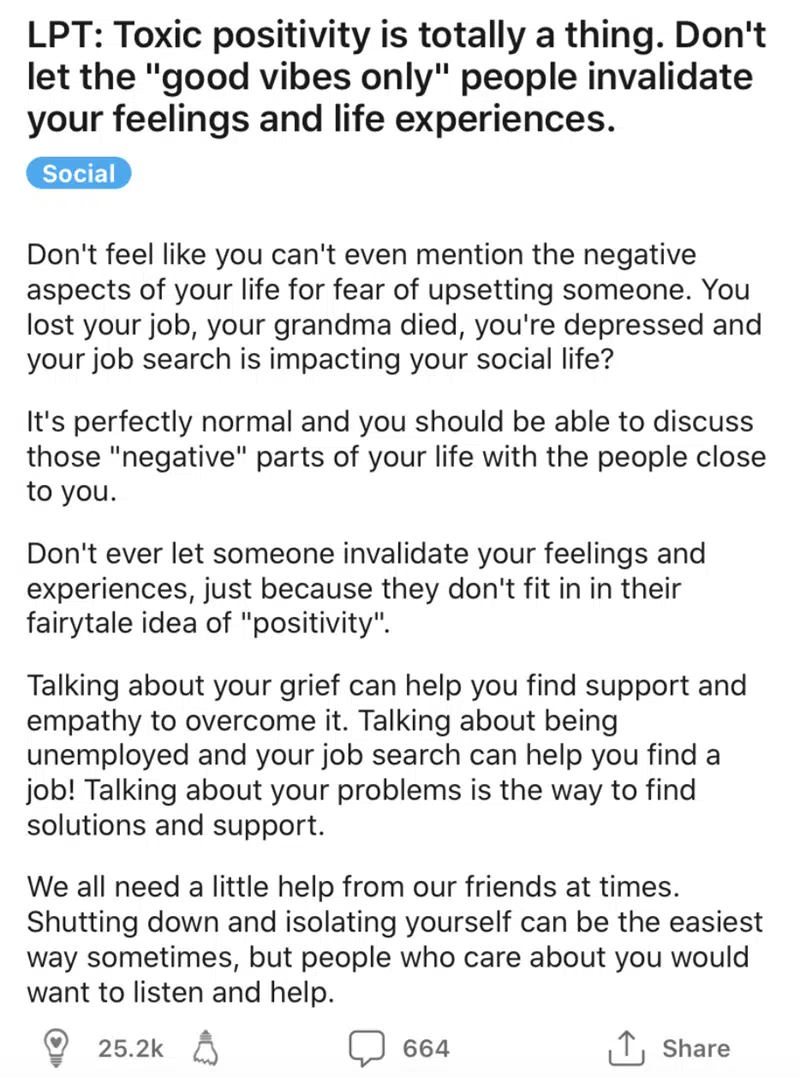 LPT: Toxic positivity is totally a thing. Don't
let the "good vibes only" people invalidate
your feelings and life experiences.
Social
Don't feel like you can't even mention the negative
aspects of your life for fear of upsetting someone. You
lost your job, your grandma died, you're depressed and
your job search is impacting your social life?
It's perfectly normal and you should be able to discuss
those "negative" parts of your life with the people close
to you.
Don't ever let someone invalidate your feelings and
experiences, just because they don't fit in in their
fairytale idea of "positivity".
Talking about your grief can help you find support and
empathy to overcome it. Talking about being
unemployed and your job search can help you find a
job! Talking about your problems is the way to find
solutions and support.
We all need a little help from our friends at times.
Shutting down and isolating yourself can be the easiest
way sometimes, but people who care about you would
want to listen and help.
25.2k 664 Share